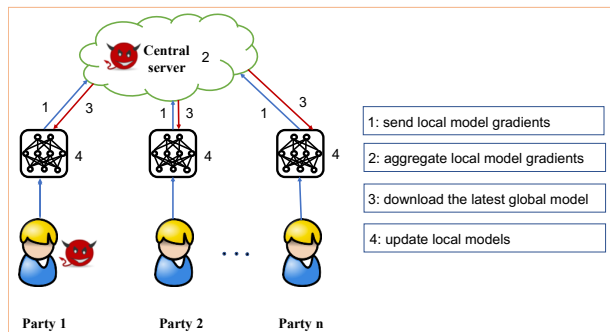 Central
server
2
1
3
1
3
1
3
4
4
4
1: send local model gradients
2: aggregate local model gradients
3: download the latest global model
4: update local models
. . .
Party 1
Party 2
Party n